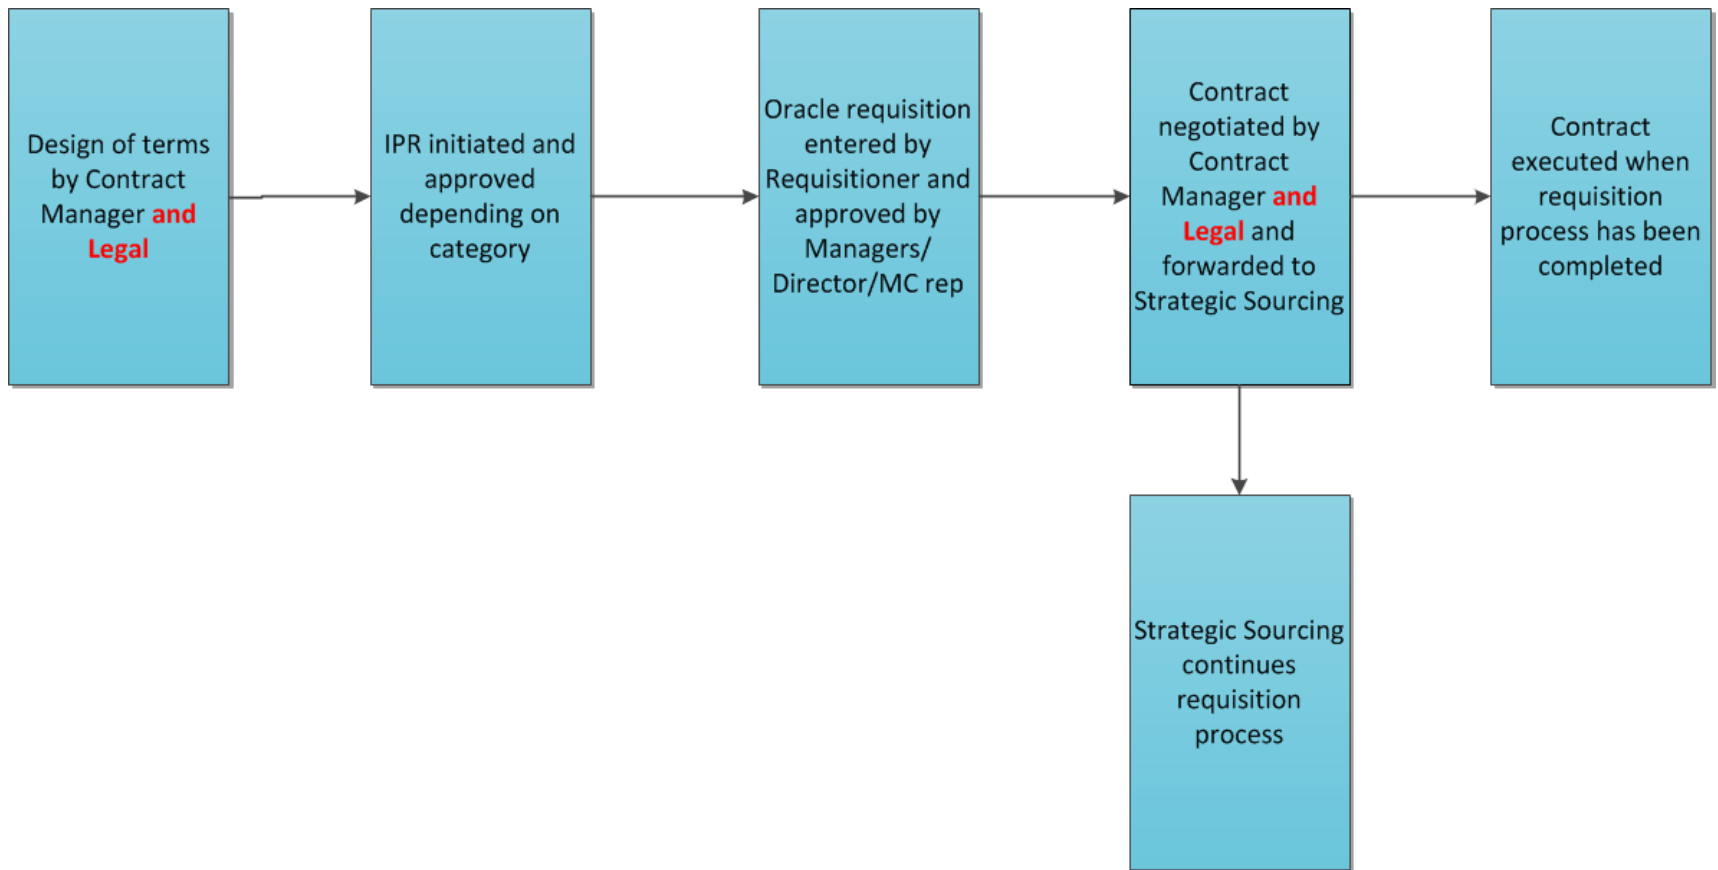 Design of terms
by Contract
Manager and
Legal
IPR initiated and
approved
depending on
category
Oracle requisition
entered by
Requisitioner and
approved by
Managers/
Director/MC rep
Contract
negotiated by
Contract
Manager and
Legal and
forwarded to
Strategic Sourcing
Contract
executed when
requisition
process has been
completed
Strategic Sourcing
continues
requisition
process